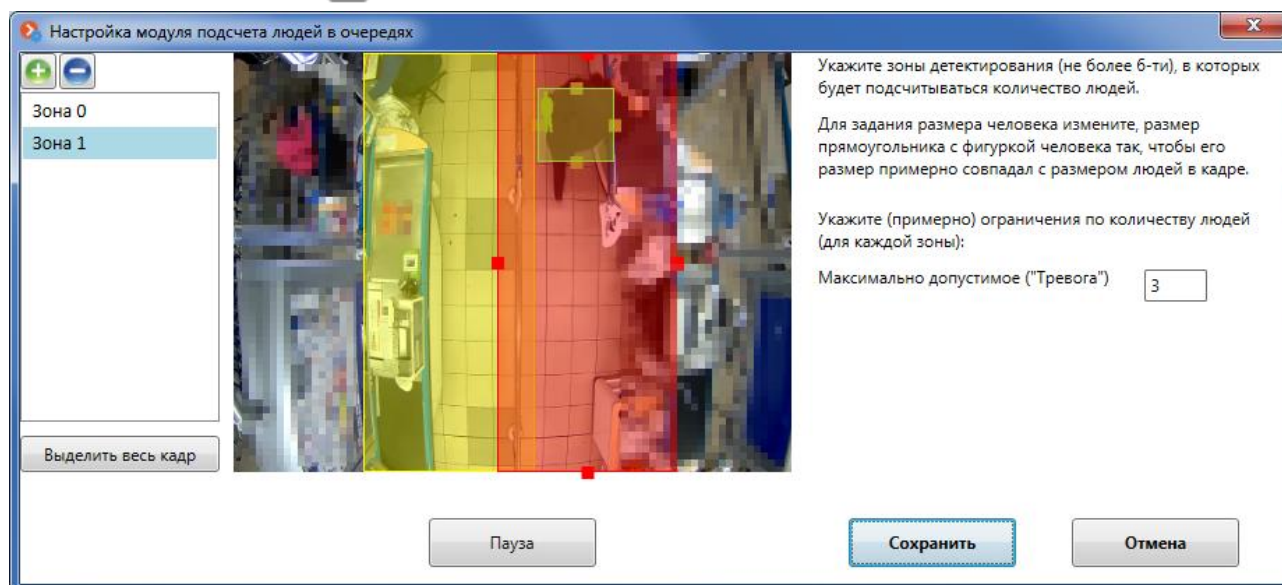 Настройка модуля подсчета людей в очередях
Зона 0
Зона 1
Выделить весь кадр
Укажите зоны детектирования (не более 6-ти), в которых
будет подсчитываться количество людей.
Для задания размера человека измените, размер
прямоугольника с фигуркой человека так, чтобы его
размер примерно совпадал с размером людей в кадре.
Укажите (примерно) ограничения по количеству людей
(для каждой зоны):
Максимально допустимое ("Тревога") 3
Пауза
Сохранить
Отмена